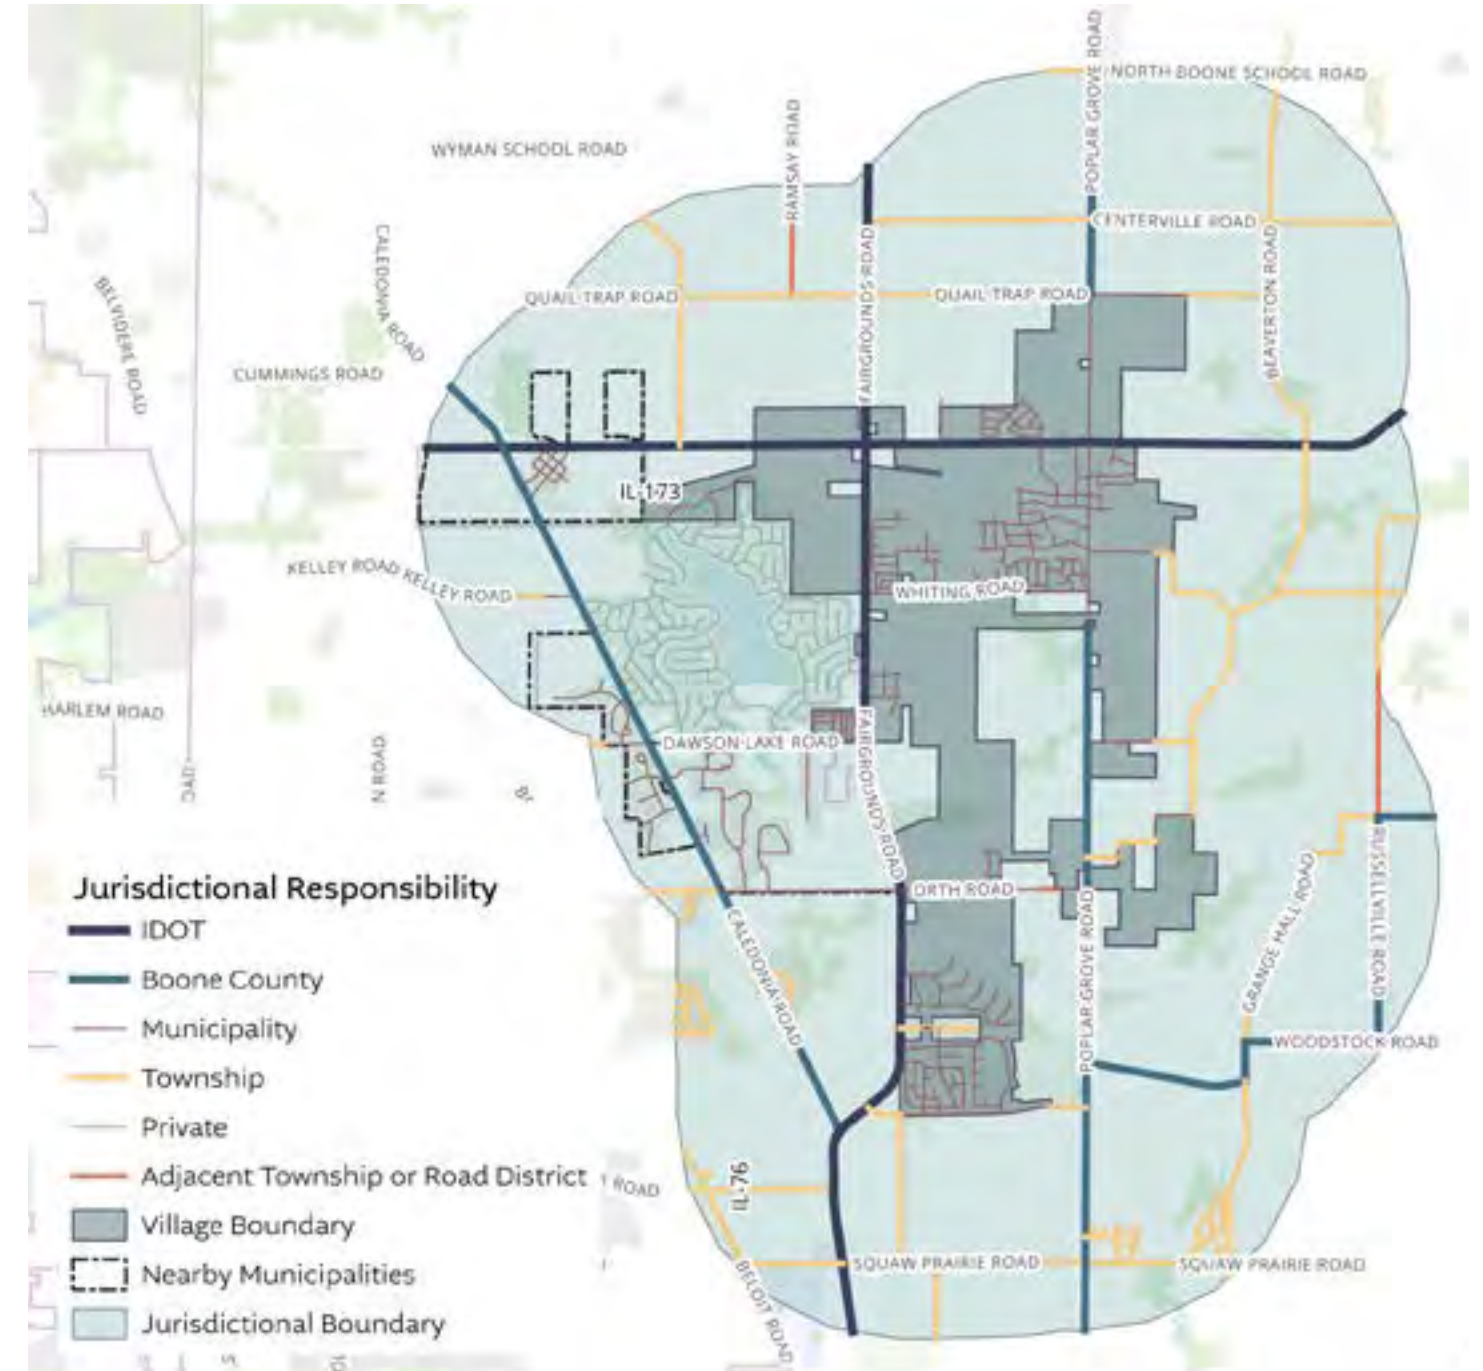 NORTH BOONE SCHOOL ROAD
POPLAR GROVE ROAD
WYMAN SCHOOL ROAD
RAMSAY ROAD
CENTERVILLE ROAD
CALEDONIA ROAD
FAIRGROUNDS ROAD
BEAVERTON ROAD
BELVIDERE ROAD
QUAIL TRAP ROAD
QUAIL TRAP ROAD
CUMMINGS ROAD
IL-173
KELLEY ROAD
KELLEY ROAD
WHITING ROAD
HARLEM ROAD
N ROAD
OAD
DAWSON LAKE ROAD
FAIRGROUNDS ROAD
ORTH ROAD
RUSSELLVILLE ROAD
GRANGE HALL ROAD
CALEDONIA ROAD
POPLAR GROVE ROAD
WOODSTOCK ROAD
Jurisdictional Responsibility
IDOT
Boone County
Municipality
Township
Private
Adjacent Township or Road District
Village Boundary
Nearby Municipalities
Jurisdictional Boundary
ROAD
IL-76
BELOIT ROAD
SQUAW PRAIRIE ROAD
SQUAW PRAIRIE ROAD